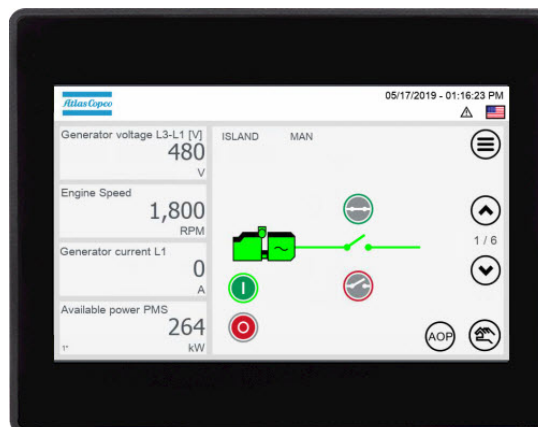 Atlas Copco
05/17/2019 - 01:16:23 PM
Generator voltage L3-L1 [V]
480
V
ISLAND MAN
Engine Speed
1,800
RPM
1 / 6
Generator current L1
0
A
I
Available power PMS
264
kW
1*
O
AOP